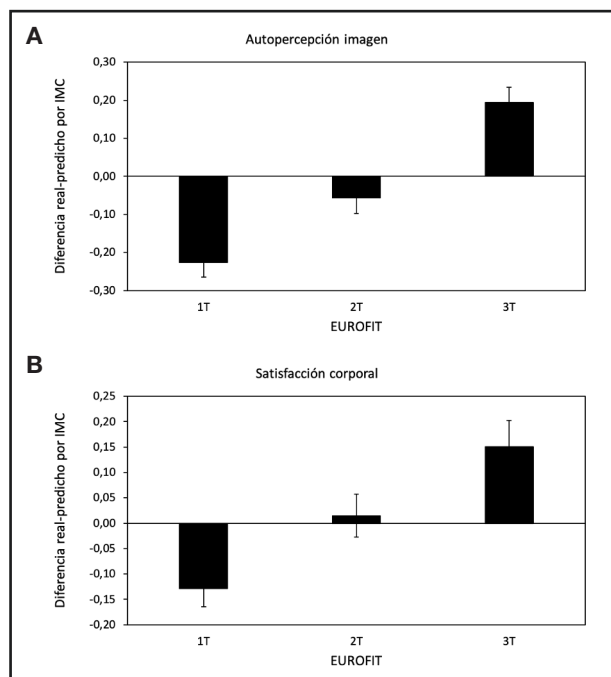 A
Autopercepción imagen
Diferencia real-predicho por IMC
0,30
0,20
0,10
0,00
-0,10
-0,20
-0,30
1T 2T 3T
EUROFIT
B
Satisfacción corporal
Diferencia real-predicho por IMC
0,25
0,20
0,15
0,10
0,05
0,00
-0,05
-0,10
-0,15
-0,20
1T 2T 3T
EUROFIT